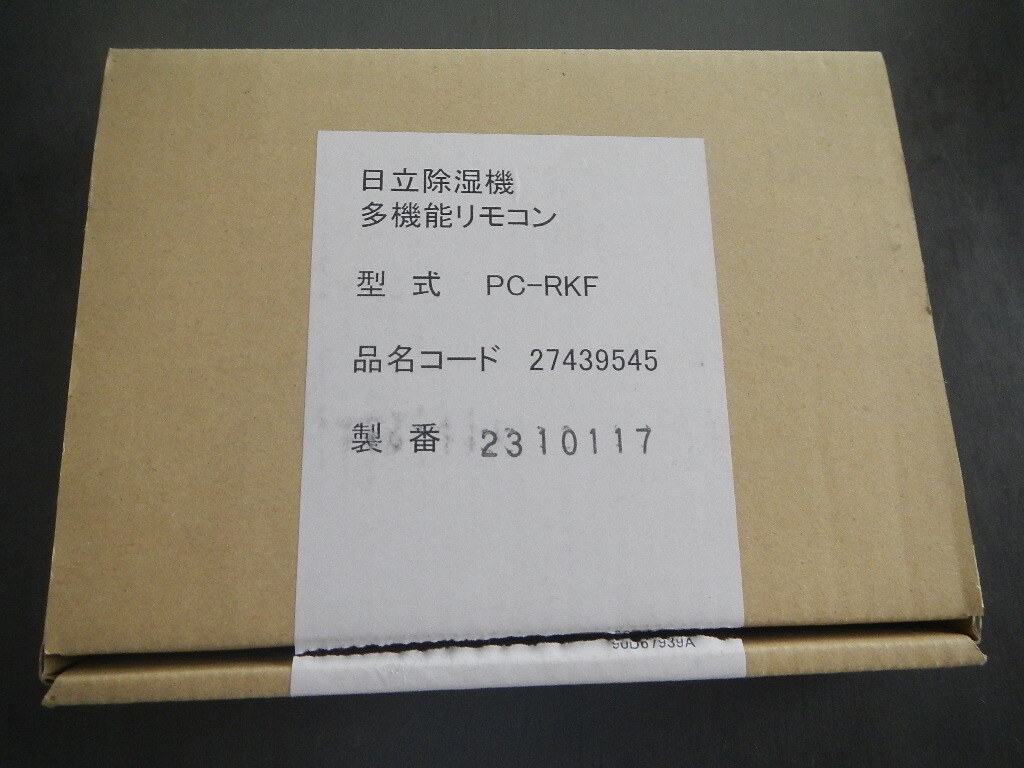 日立除湿機
多機能リモコン
型 式 PC-RKF
品名コード 27439545
製 番 2310117